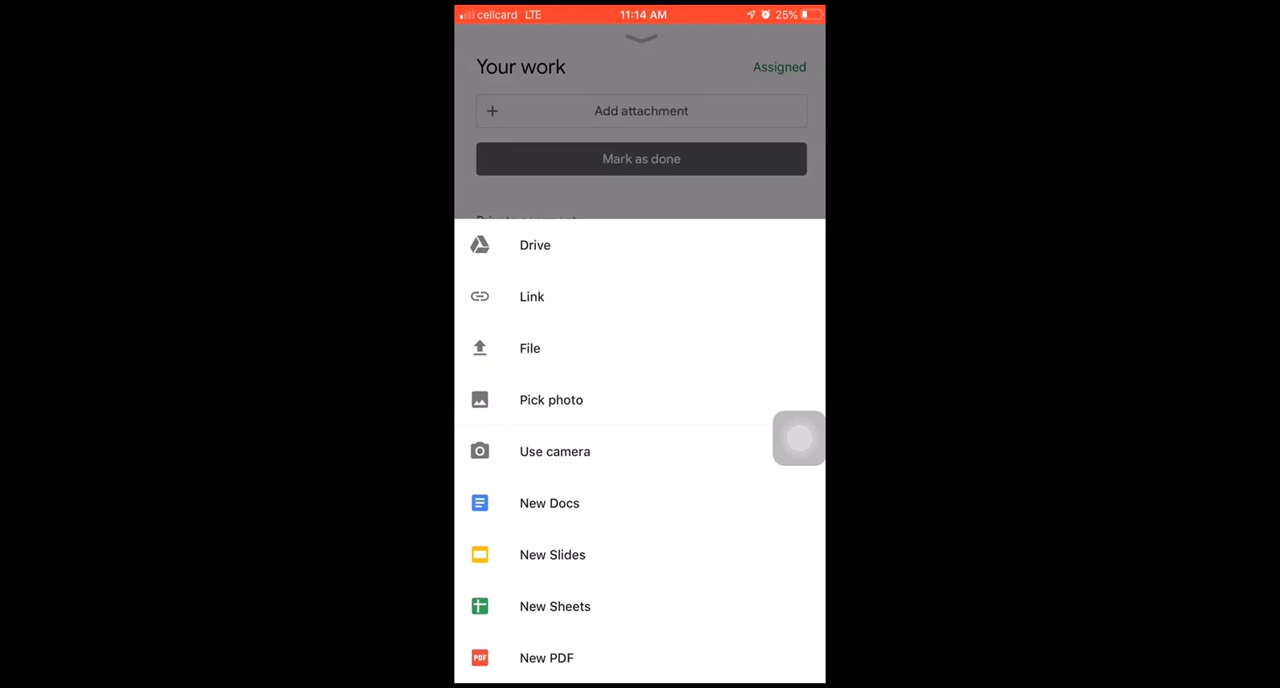 cellcard LTE 11:14 AM 25%
Your work Assigned
+ Add attachment
Mark as done
Drive
Link
File
Pick photo
Use camera
New Docs
New Slides
New Sheets
PDF New PDF